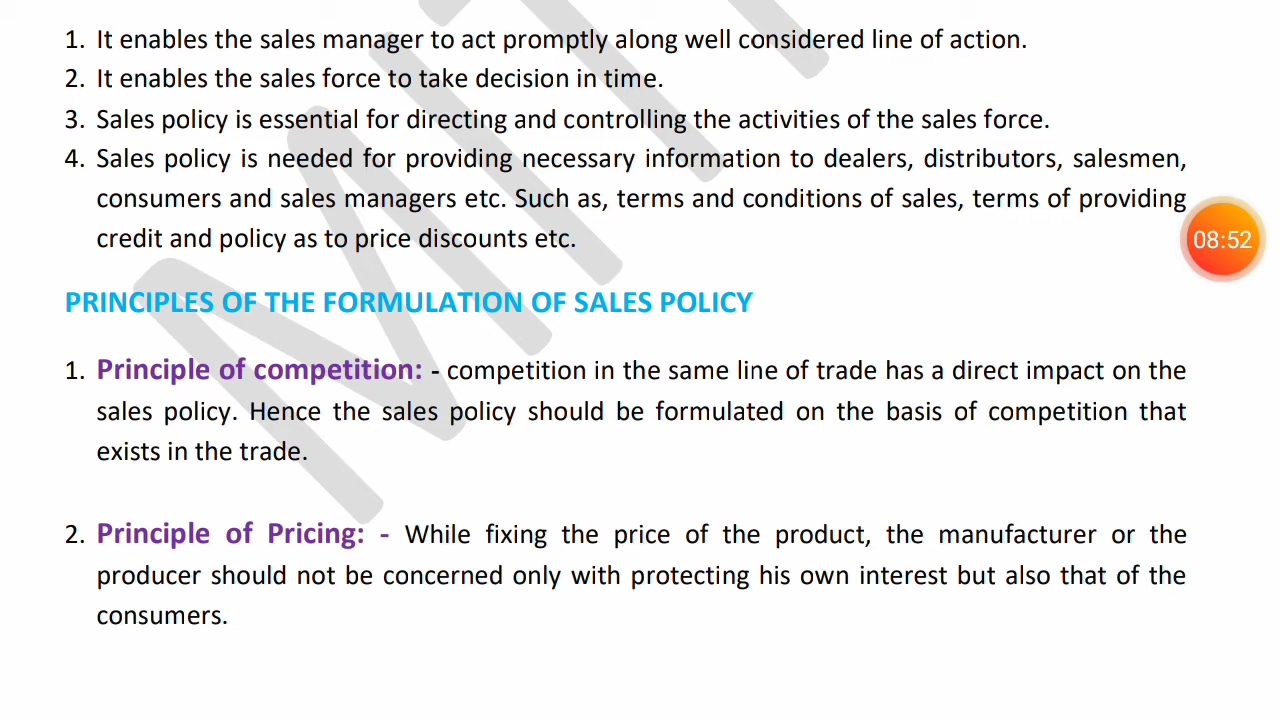 1. It enables the sales manager to act promptly along well considered line of action.
2. It enables the sales force to take decision in time.
3. Sales policy is essential for directing and controlling the activities of the sales force.
4. Sales policy is needed for providing necessary information to dealers, distributors, salesmen,
consumers and sales managers etc. Such as, terms and conditions of sales, terms of providing
credit and policy as to price discounts etc.
08:52
PRINCIPLES OF THE FORMULATION OF SALES POLICY
1. Principle of competition: - competition in the same line of trade has a direct impact on the
sales policy. Hence the sales policy should be formulated on the basis of competition that
exists in the trade.
2. Principle of Pricing: - While fixing the price of the product, the manufacturer or the
producer should not be concerned only with protecting his own interest but also that of the
consumers.